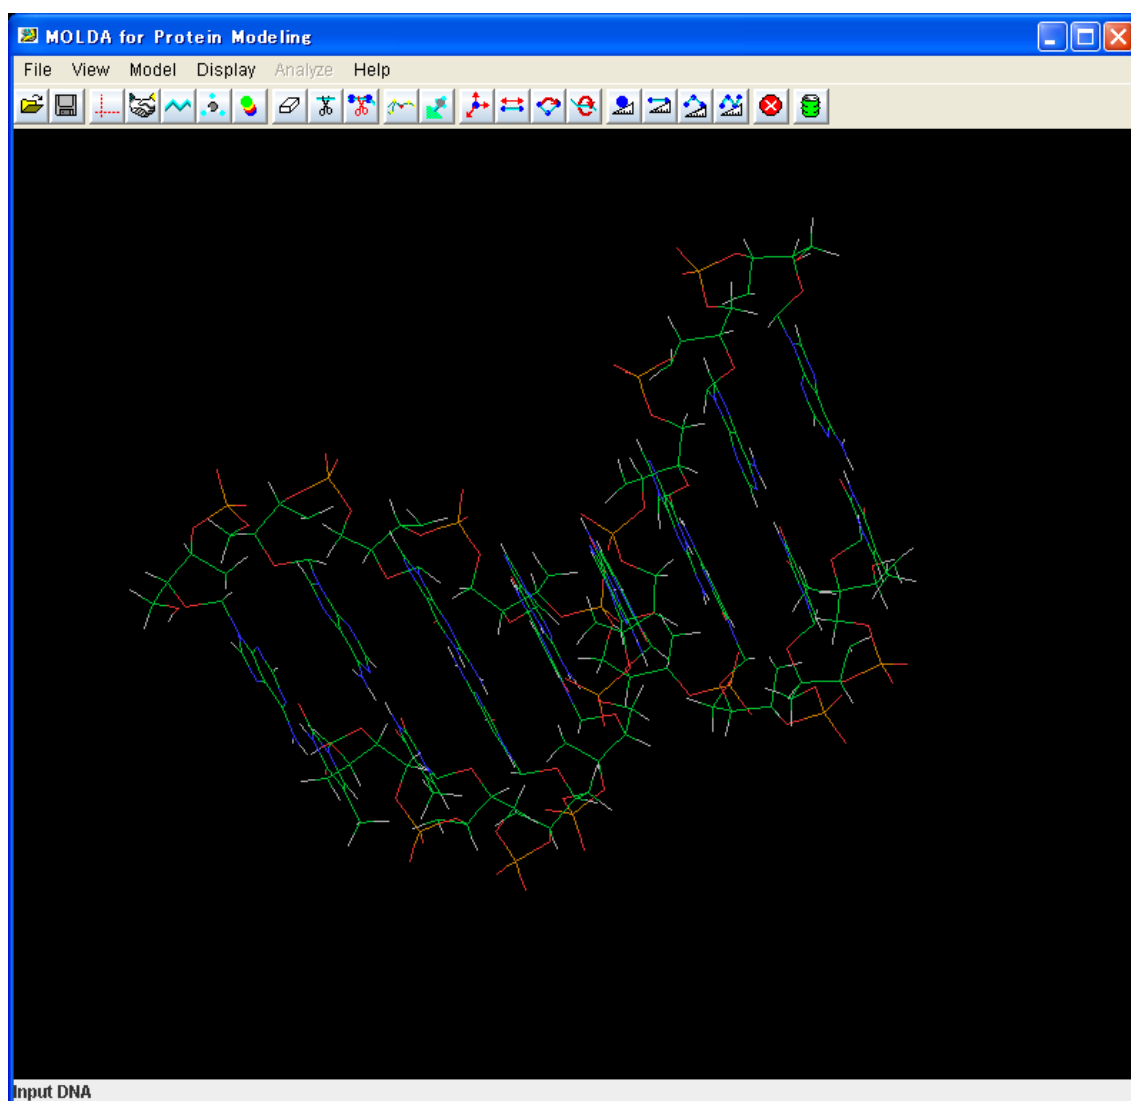 MOLDA for Protein Modeling
File View Model Display Analyze Help
Input DNA